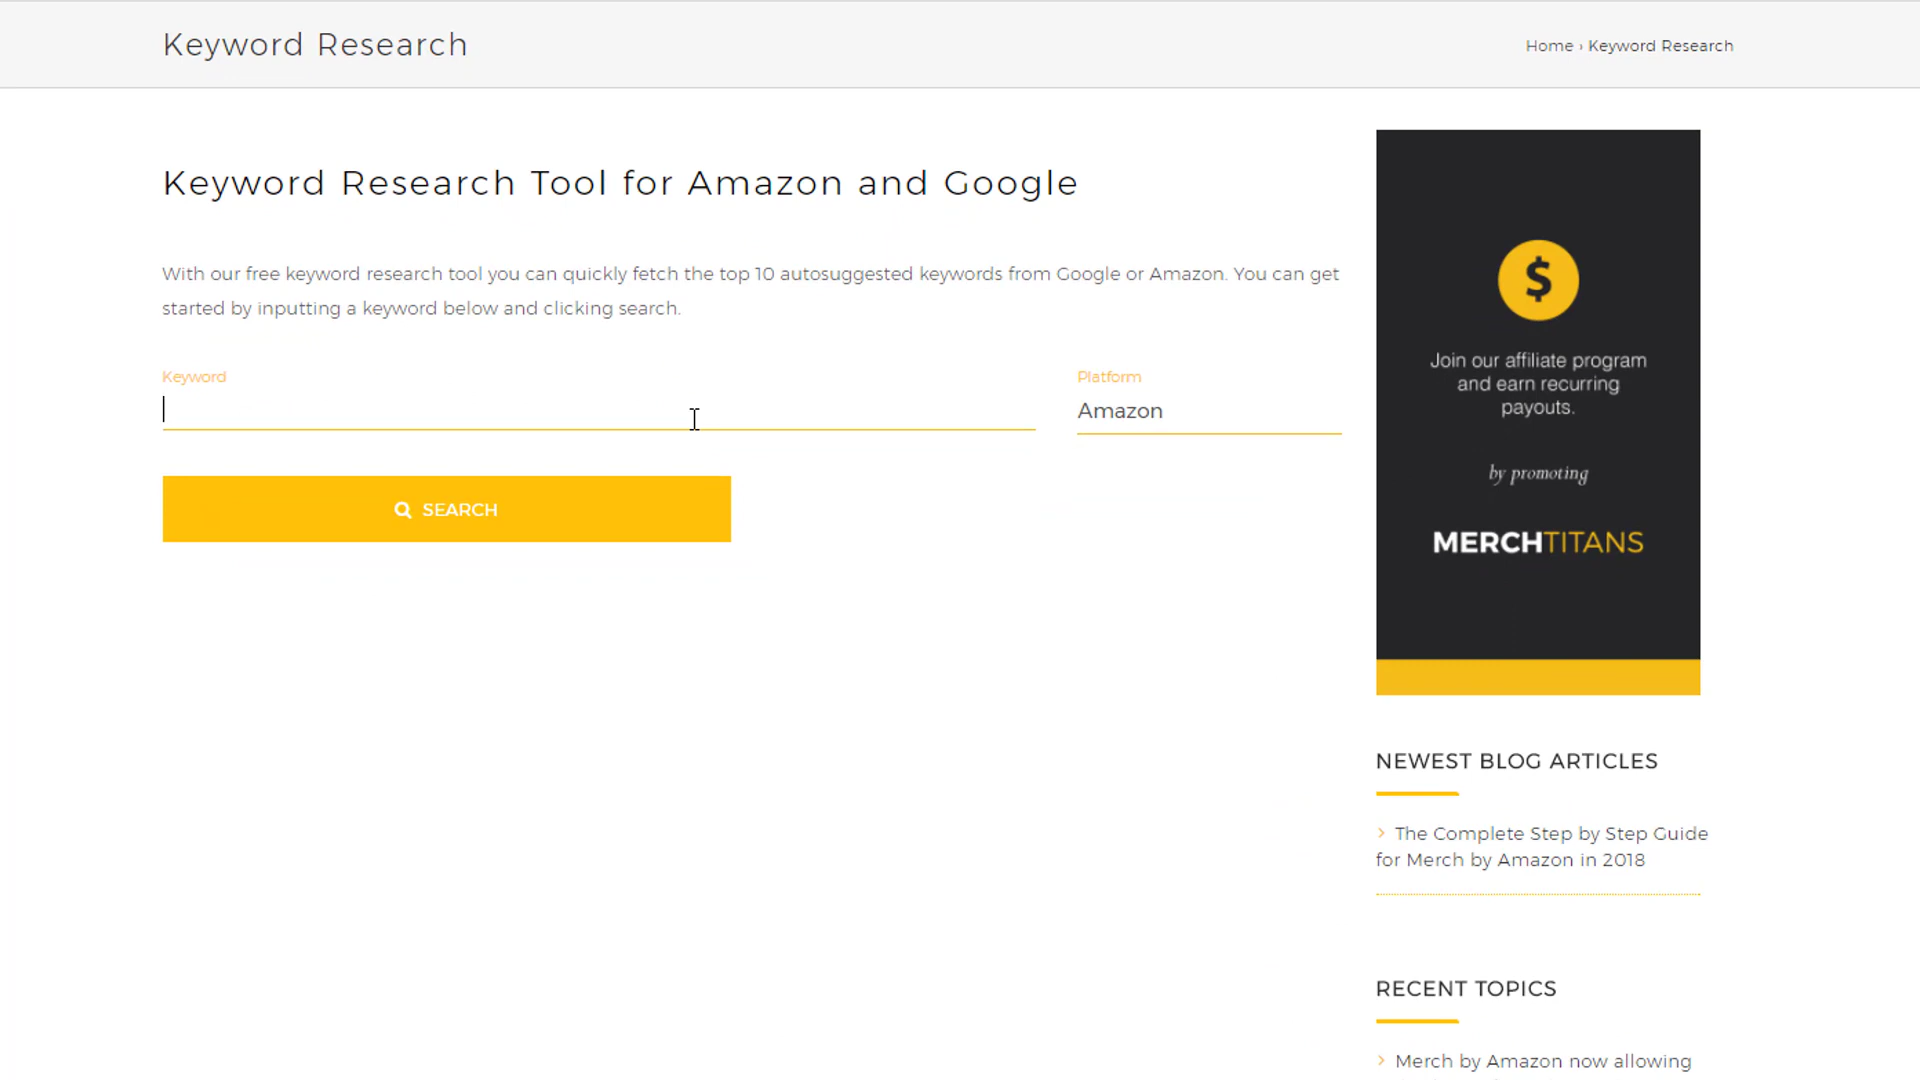 Keyword Research
Home › Keyword Research
Keyword Research Tool for Amazon and Google
With our free keyword research tool you can quickly fetch the top 10 autosuggested keywords from Google or Amazon. You can get
started by inputting a keyword below and clicking search.
Keyword
Platform
Amazon
SEARCH
$
Join our affiliate program
and earn recurring
payouts.
by promoting
MERCHTITANS
NEWEST BLOG ARTICLES
The Complete Step by Step Guide
for Merch by Amazon in 2018
RECENT TOPICS
Merch by Amazon now allowing